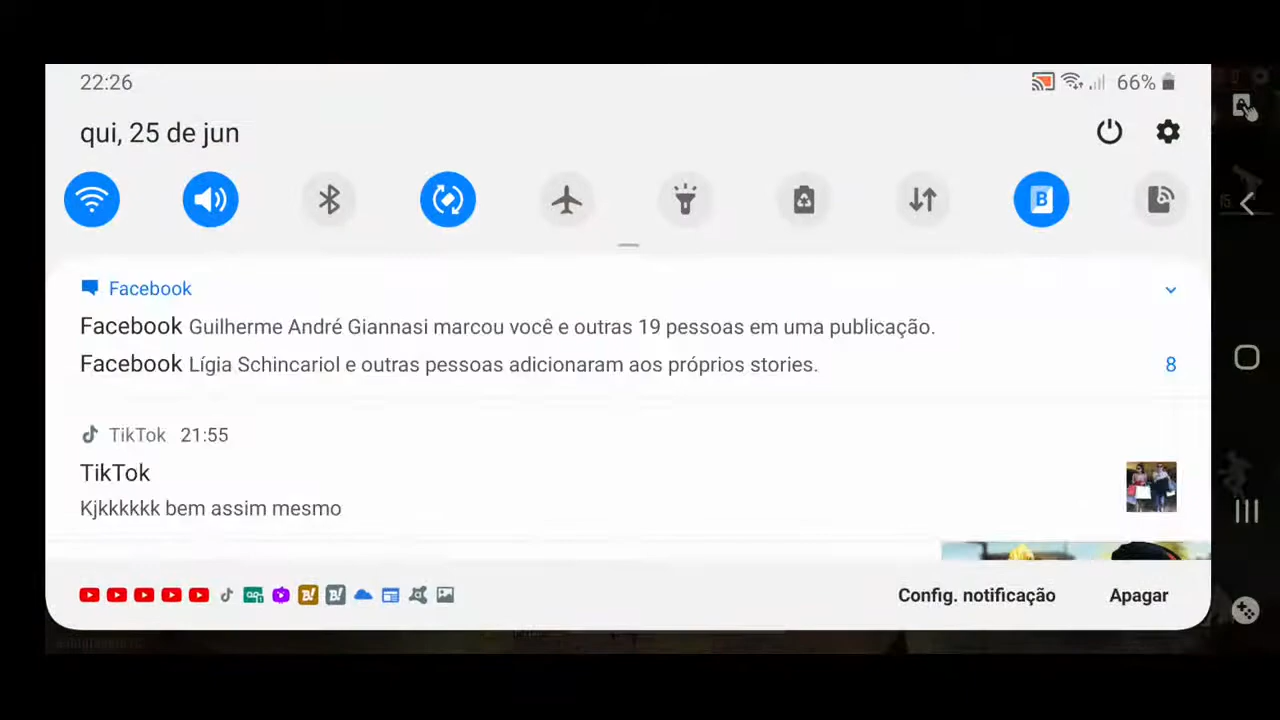 22:26
66%
qui, 25 de jun
Facebook
Facebook Guilherme André Giannasi marcou você e outras 19 pessoas em uma publicação.
Facebook Lígia Schincariol e outras pessoas adicionaram aos próprios stories.
8
TikTok 21:55
TikTok
Kjkkkkkk bem assim mesmo
Config. notificação
Apagar